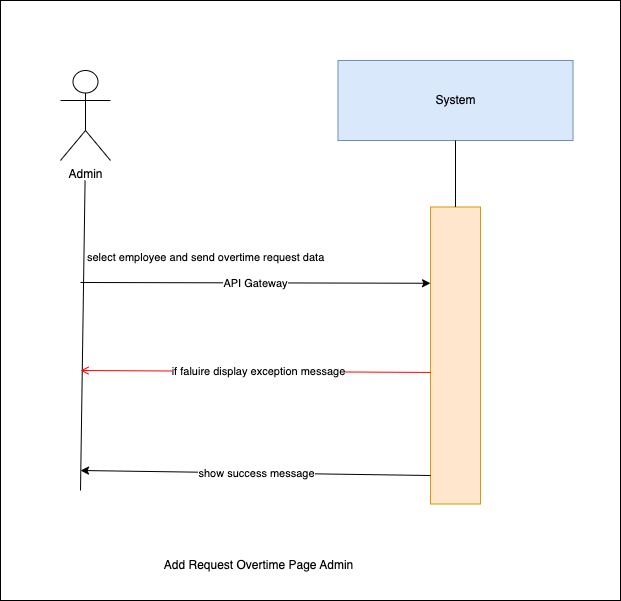 System
Admin
select employee and send overtime request data
API Gateway
if faluire display exception message
show success message
Add Request Overtime Page Admin